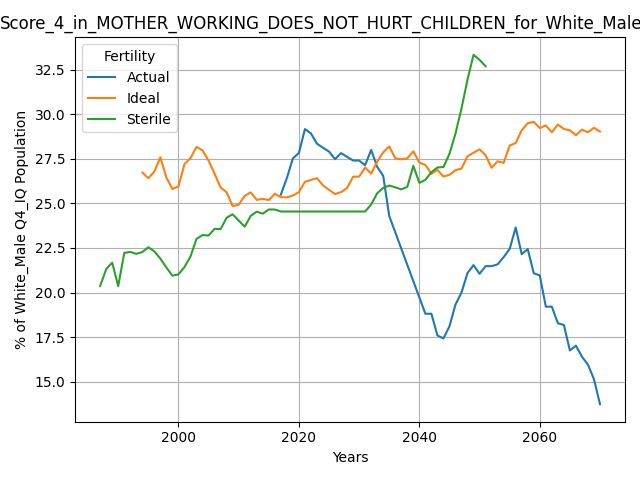 Score_4_in_MOTHER_WORKING_DOES_NOT_HURT_CHILDREN_for_White_Male
Fertility
Actual
Ideal
Sterile
% of White_Male Q4_IQ Population
32.5
30.0
27.5
25.0
22.5
20.0
17.5
15.0
2000 2020 2040 2060
Years